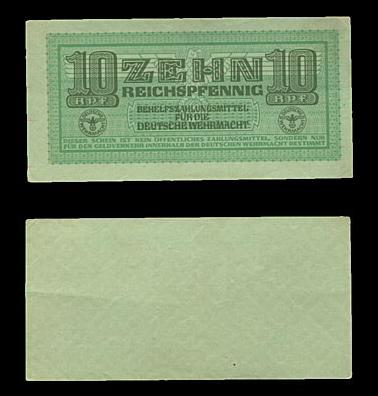 10 ZEHN 10
REICHSPFENNIG
RPF RPF
BEHELFSZAHLUNGSMITTEL
FÜR DIE
DEUTSCHE WEHRMACHT
DIESER SCHEIN IST KEIN ÖFFENTLICHES ZAHLUNGSMITTEL, SONDERN NUR
FÜR DEN GELDVERKEHR INNERHALB DER DEUTSCHEN WEHRMACHT BESTIMMT